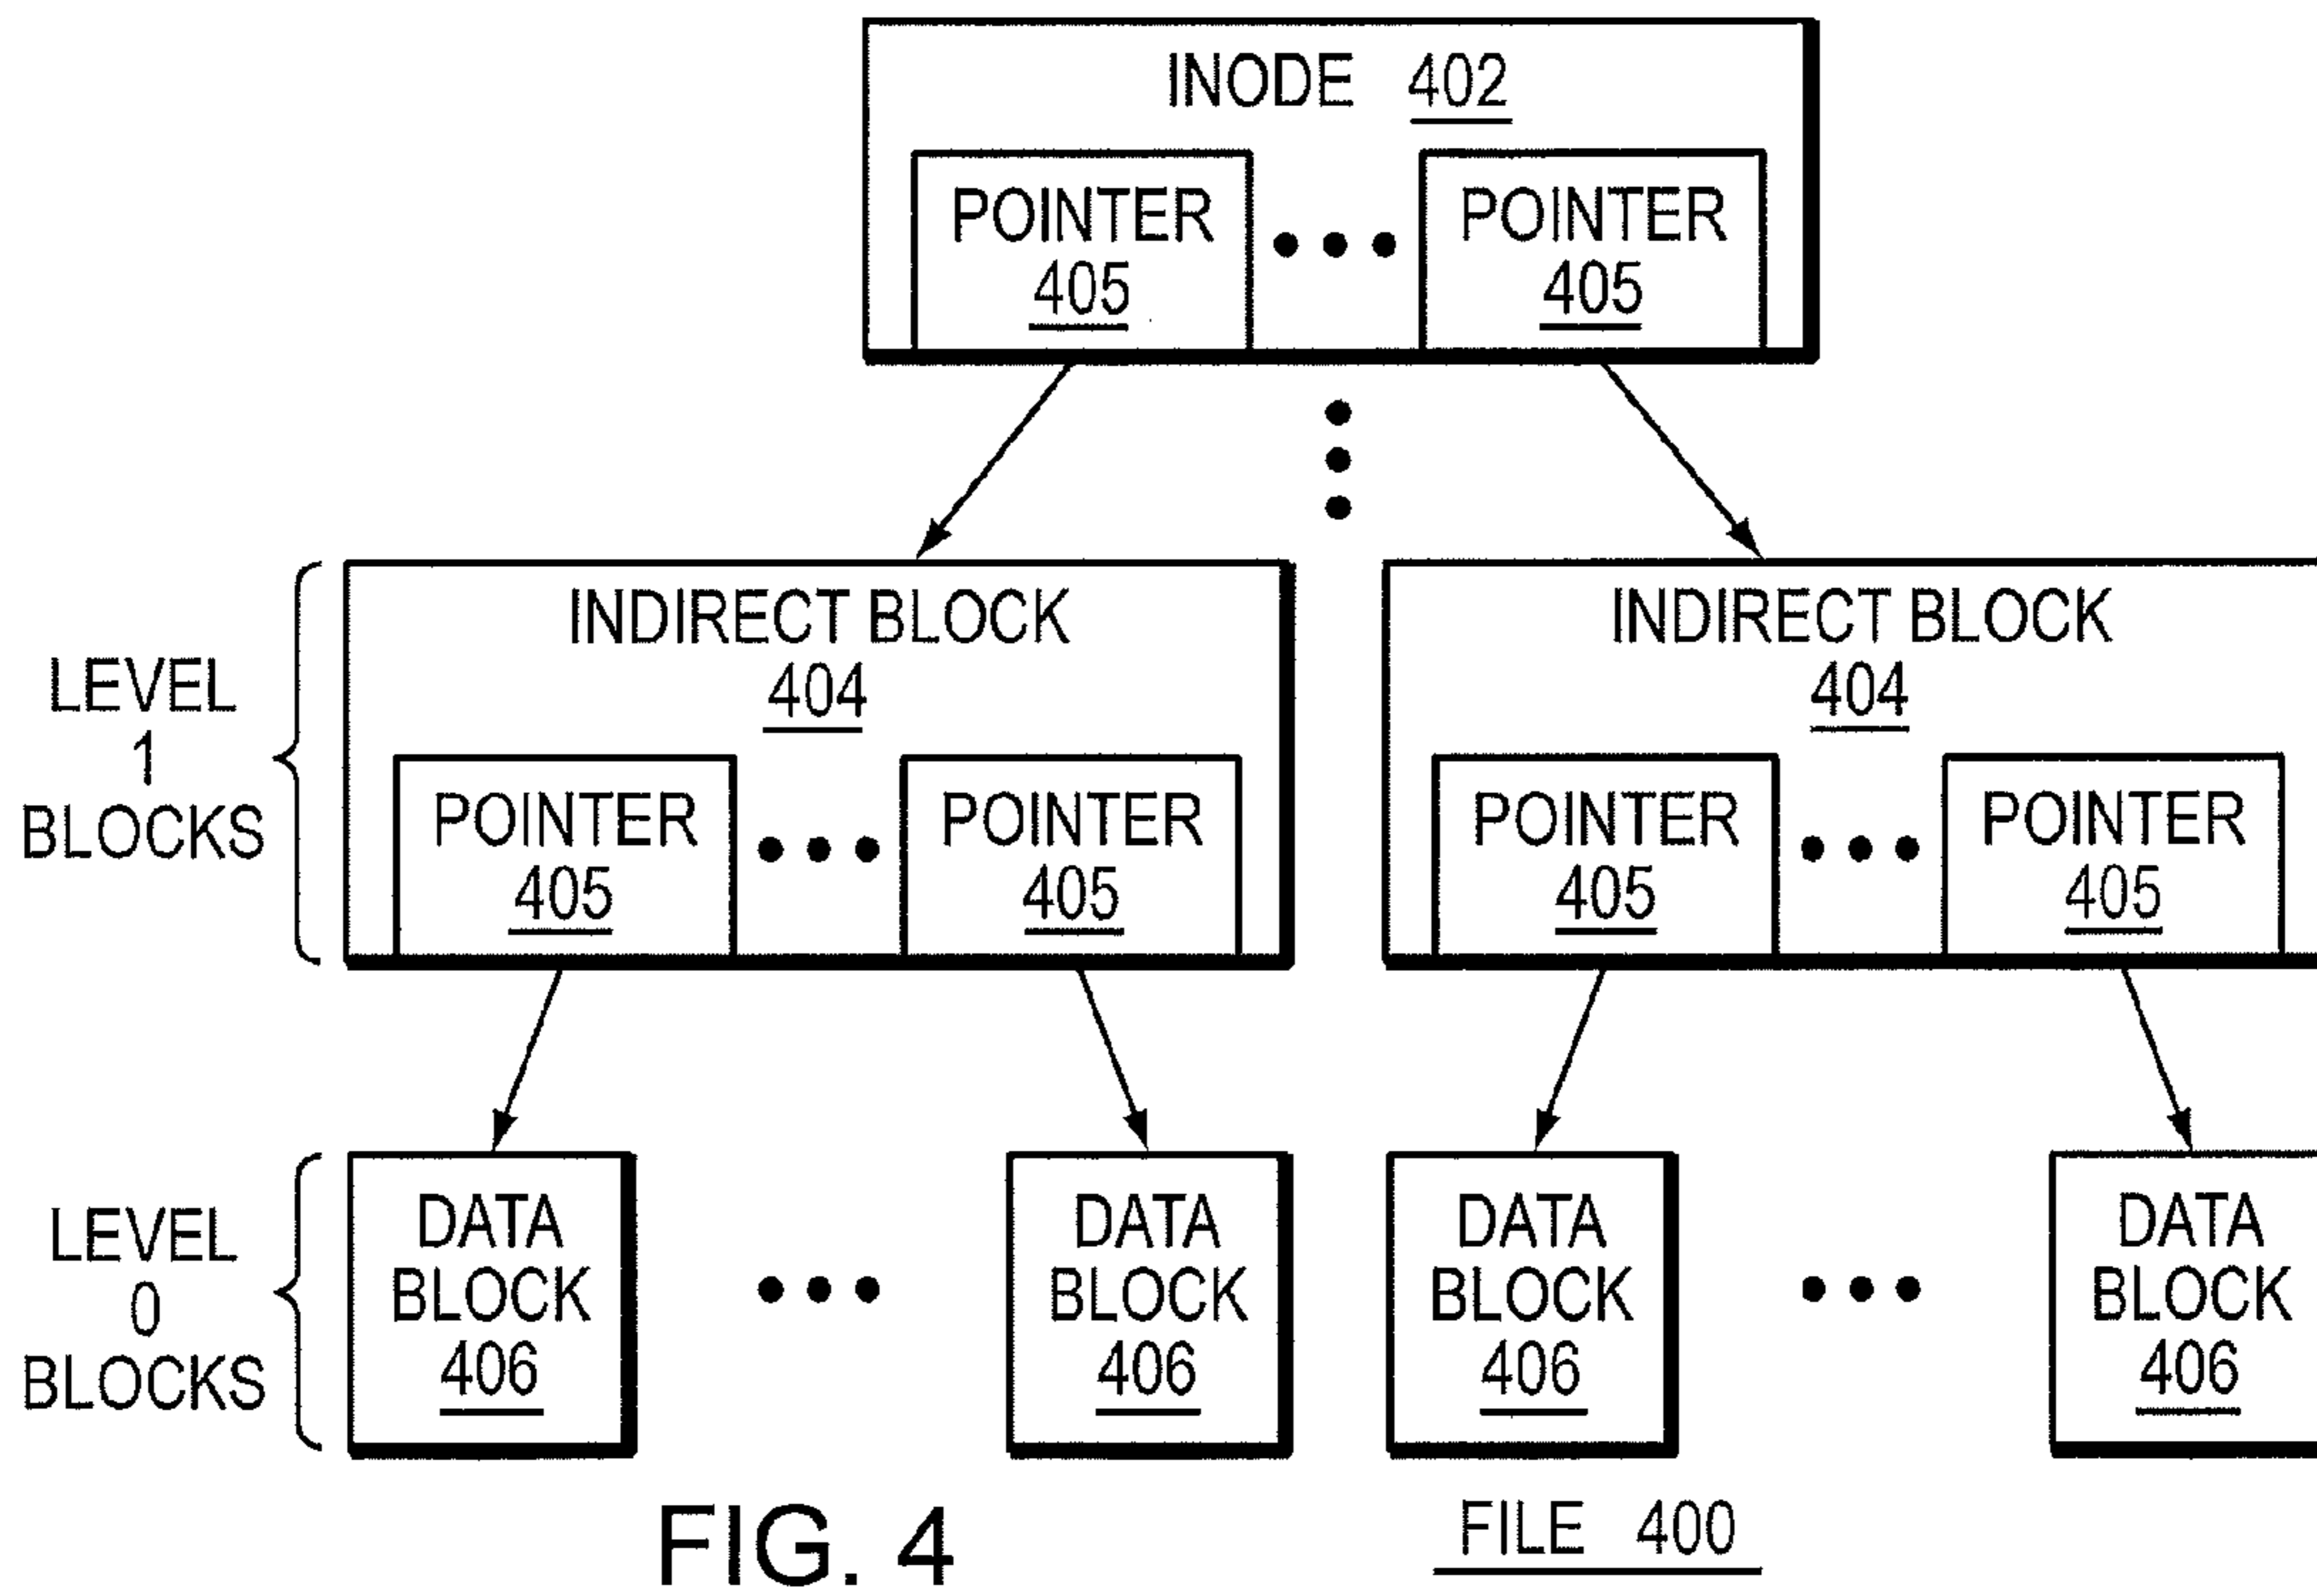 INODE 402
POINTER POINTER
405 405
INDIRECT BLOCK INDIRECT BLOCK
404 404
LEVEL
1
BLOCKS
POINTER POINTER POINTER POINTER
405 405 405 405
LEVEL
0
BLOCKS
DATA DATA DATA DATA
BLOCK BLOCK BLOCK BLOCK
406 406 406 406
FIG. 4
FILE 400